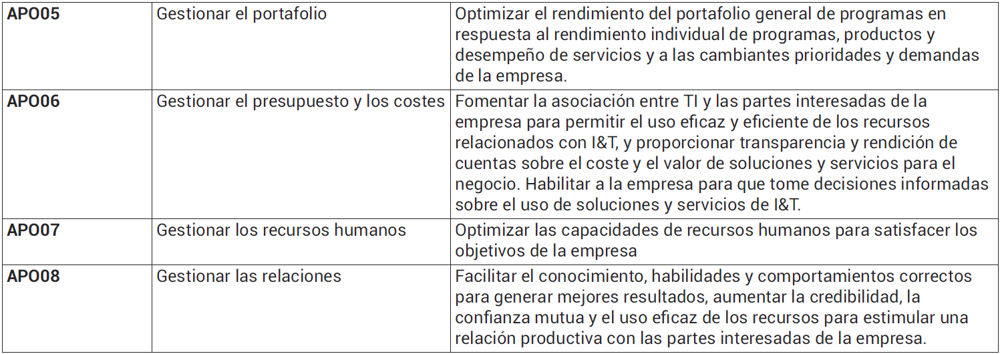 APO05 Gestionar el portafolio Optimizar el rendimiento del portafolio general de programas en
respuesta al rendimiento individual de programas, productos y
desempeño de servicios y a las cambiantes prioridades y demandas
de la empresa.
APO06 Gestionar el presupuesto y los costes Fomentar la asociación entre TI y las partes interesadas de la
empresa para permitir el uso eficaz y eficiente de los recursos
relacionados con I&T, y proporcionar transparencia y rendición de
cuentas sobre el coste y el valor de soluciones y servicios para el
negocio. Habilitar a la empresa para que tome decisiones informadas
sobre el uso de soluciones y servicios de I&T.
APO07 Gestionar los recursos humanos Optimizar las capacidades de recursos humanos para satisfacer los
objetivos de la empresa
APO08 Gestionar las relaciones Facilitar el conocimiento, habilidades y comportamientos correctos
para generar mejores resultados, aumentar la credibilidad, la
confianza mutua y el uso eficaz de los recursos para estimular una
relación productiva con las partes interesadas de la empresa.